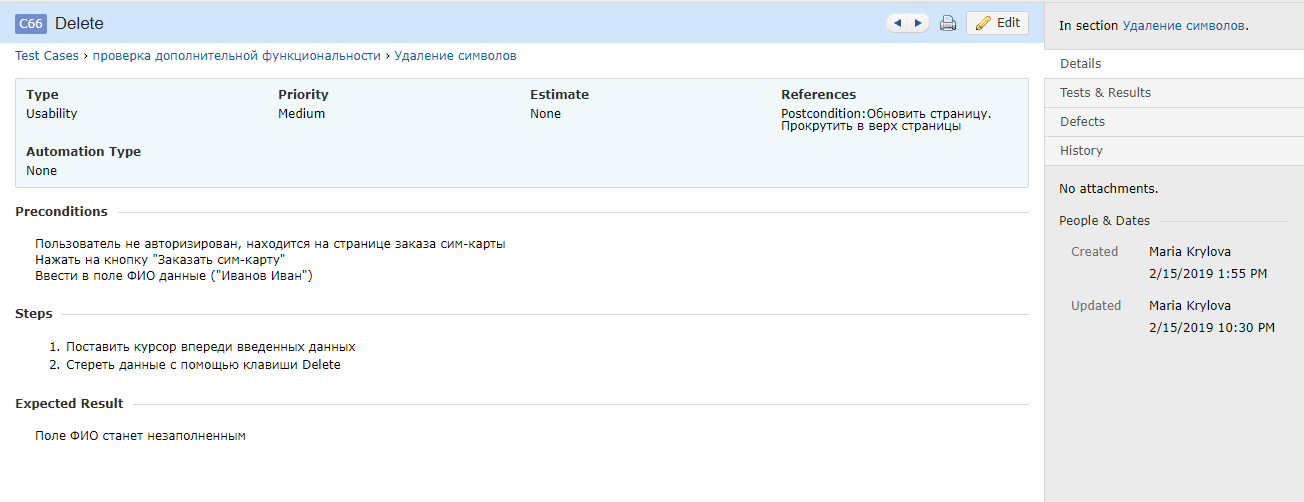 C66 Delete
Edit
Test Cases › проверка дополнительной функциональности › Удаление символов
Type
Usability
Priority
Medium
Estimate
None
References
Postcondition:Обновить страницу.
Прокрутить в верх страницы
Automation Type
None
Preconditions
Пользователь не авторизирован, находится на странице заказа сим-карты
Нажать на кнопку "Заказать сим-карту"
Ввести в поле ФИО данные ("Иванов Иван")
Steps
1. Поставить курсор впереди введенных данных
2. Стереть данные с помощью клавиши Delete
Expected Result
Поле ФИО станет незаполненным
In section Удаление символов.
Details
Tests & Results
Defects
History
No attachments.
People & Dates
Created Maria Krylova
2/15/2019 1:55 PM
Updated Maria Krylova
2/15/2019 10:30 PM